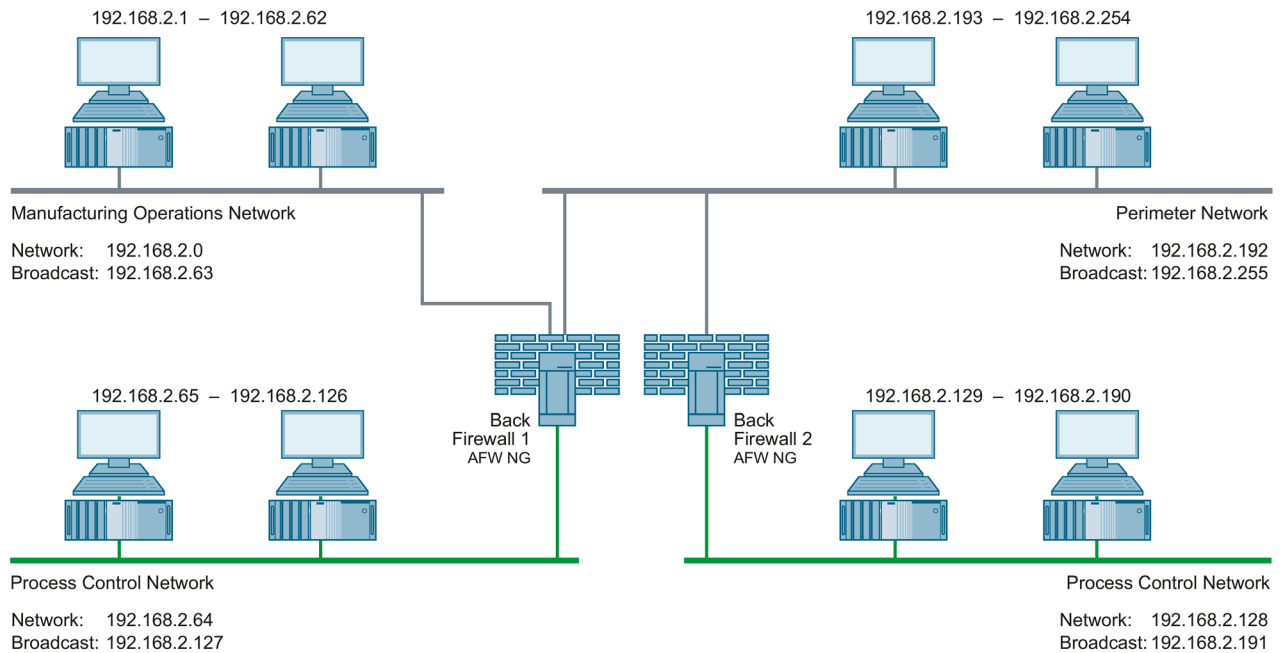 192.168.2.1 – 192.168.2.62
192.168.2.193 – 192.168.2.254
Manufacturing Operations Network
Network: 192.168.2.0
Broadcast: 192.168.2.63
Perimeter Network
Network: 192.168.2.192
Broadcast: 192.168.2.255
192.168.2.65 – 192.168.2.126
Back
Firewall 1
AFW NG
Back
Firewall 2
AFW NG
192.168.2.129 – 192.168.2.190
Process Control Network
Network: 192.168.2.64
Broadcast: 192.168.2.127
Process Control Network
Network: 192.168.2.128
Broadcast: 192.168.2.191